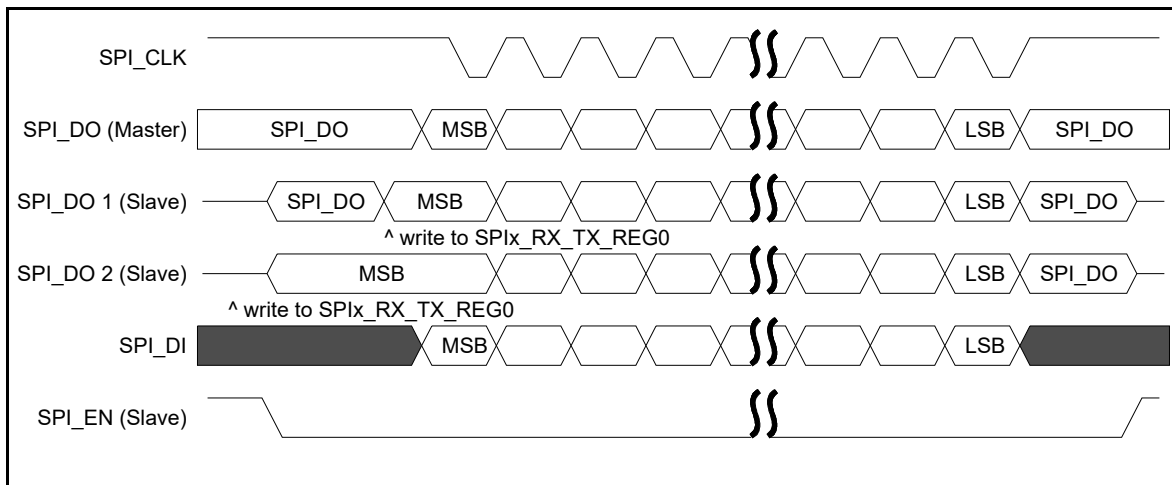 SPI_CLK
SPI_DO (Master) SPI_DO MSB LSB SPI_DO
SPI_DO 1 (Slave) SPI_DO MSB LSB SPI_DO
^ write to SPIx_RX_TX_REG0
SPI_DO 2 (Slave) MSB LSB SPI_DO
^ write to SPIx_RX_TX_REG0
SPI_DI MSB LSB
SPI_EN (Slave)